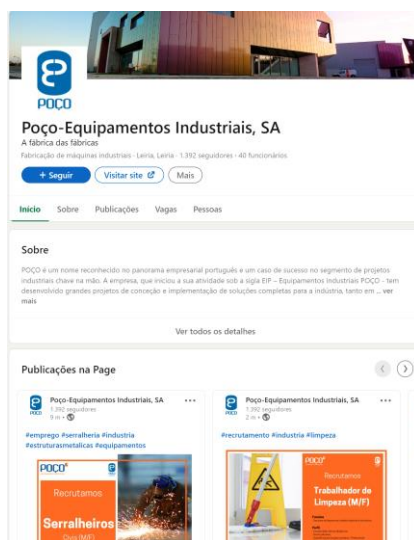 POÇO
Poço-Equipamentos Industriais, SA
A fábrica das fábricas
Fabricação de máquinas industriais · Leiria, Leiria · 1.392 seguidores · 40 funcionários
+ Seguir
Visitar site
Mais
Início Sobre Publicações Vagas Pessoas
Sobre
POÇO é um nome reconhecido no panorama empresarial português e um caso de sucesso no segmento de projetos
industriais chave na mão. A empresa, que iniciou a sua atividade sob a sigla EIP – Equipamentos Industriais POÇO - tem
desenvolvido grandes projetos de conceção e implementação de soluções completas para a indústria, tanto em ... ver
mais
Ver todos os detalhes
Publicações na Page
Poço-Equipamentos Industriais, SA
1.392 seguidores
9 m •
#emprego #serralheria #industria
#estruturasmetalicas #equipamentos
POÇO
Recrutamos
Serralheiros
(M/F)
Poço-Equipamentos Industriais, SA
1.392 seguidores
2 m •
#recrutamento #industria #limpeza
POÇO
Recrutamos
Trabalhador de
Limpeza (M/F)